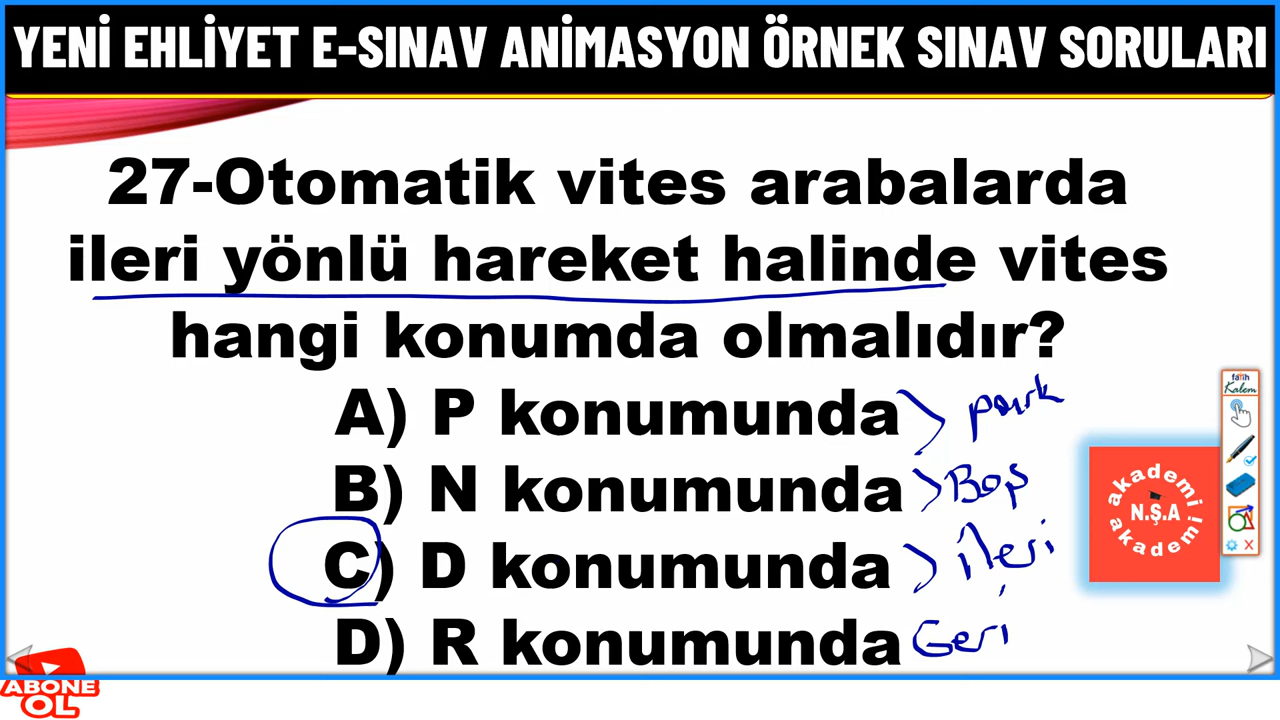 YENİ EHLİYET E-SINAV ANİMASYON ÖRNEK SINAV SORULARI
27-Otomatik vites arabalarda
ileri yönlü hareket halinde vites
hangi konumda olmalıdır?
A) P konumunda park
B) N konumunda Boş
C) D konumunda ileri
D) R konumunda Geri
fatih
Kalem
akademi
N.Ş.A
akademi
ABONE
OL